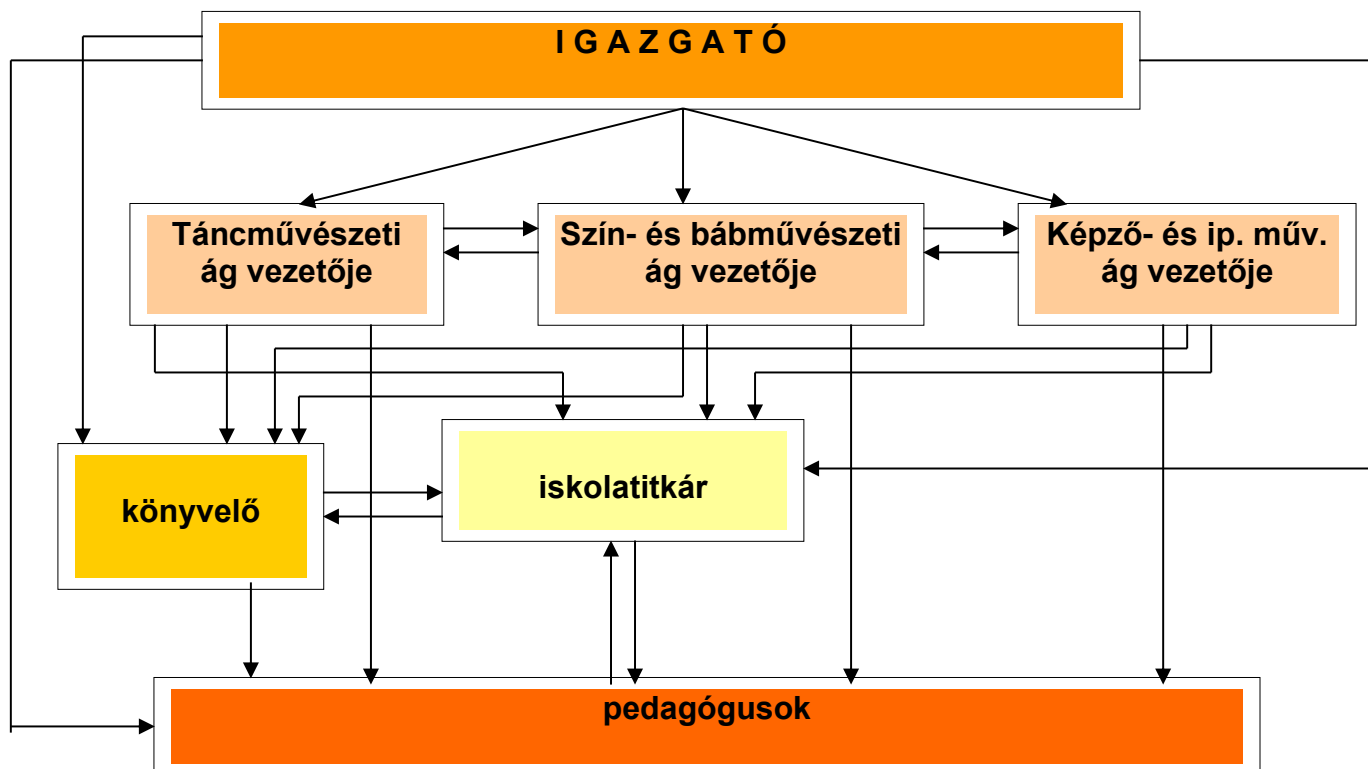 I G A Z G A T Ó
Táncművészeti
ág vezetője
Szín- és bábművészeti
ág vezetője
Képző- és ip. műv.
ág vezetője
könyvelő
iskolatitkár
pedagógusok